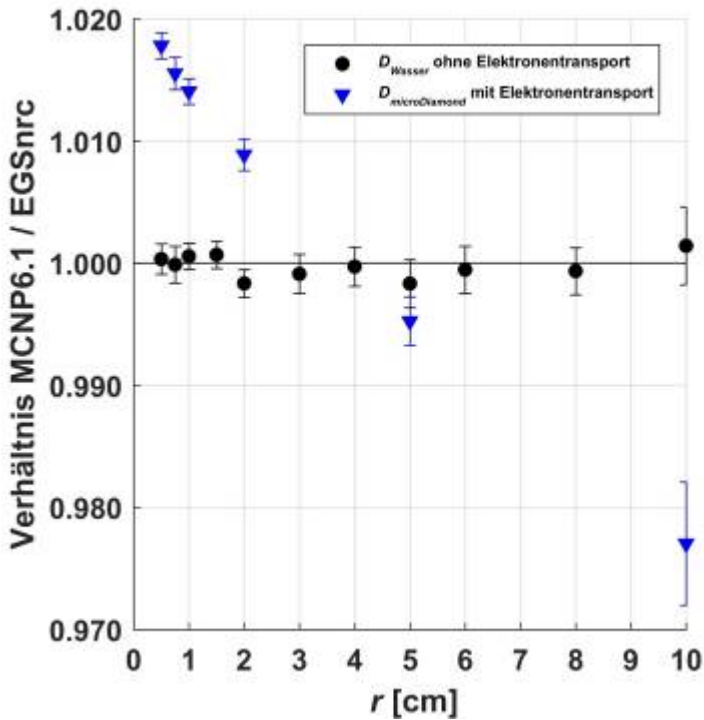 Verhältnis MCNP6.1 / EGSnrc
1.020
1.010
1.000
0.990
0.980
0.970
D_Wasser ohne Elektronentransport
D_microDiamond mit Elektronentransport
0 1 2 3 4 5 6 7 8 9 10
r [cm]